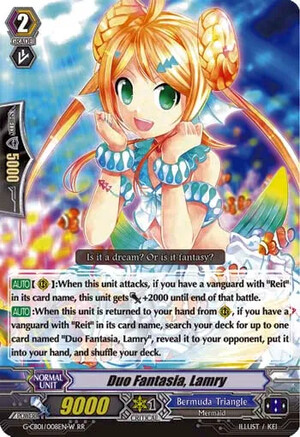 2
GRADE
5000
Is it a dream? Or is it fantasy?
AUTO [ ]:When this unit attacks, if you have a vanguard with "Reit"
in its card name, this unit gets +2000 until end of that battle.
AUTO:When this unit is returned to your hand from , if you have a
vanguard with "Reit" in its card name, search your deck for up to one
card named "Duo Fantasia, Lamry", reveal it to your opponent, put it
into your hand, and shuffle your deck.
NORMAL
UNIT
Duo Fantasia, Lamry
POWER
9000
1
CRITICAL
Bermuda Triangle
Mermaid
G-CB01/008EN-W RR
ILLUST / KEI